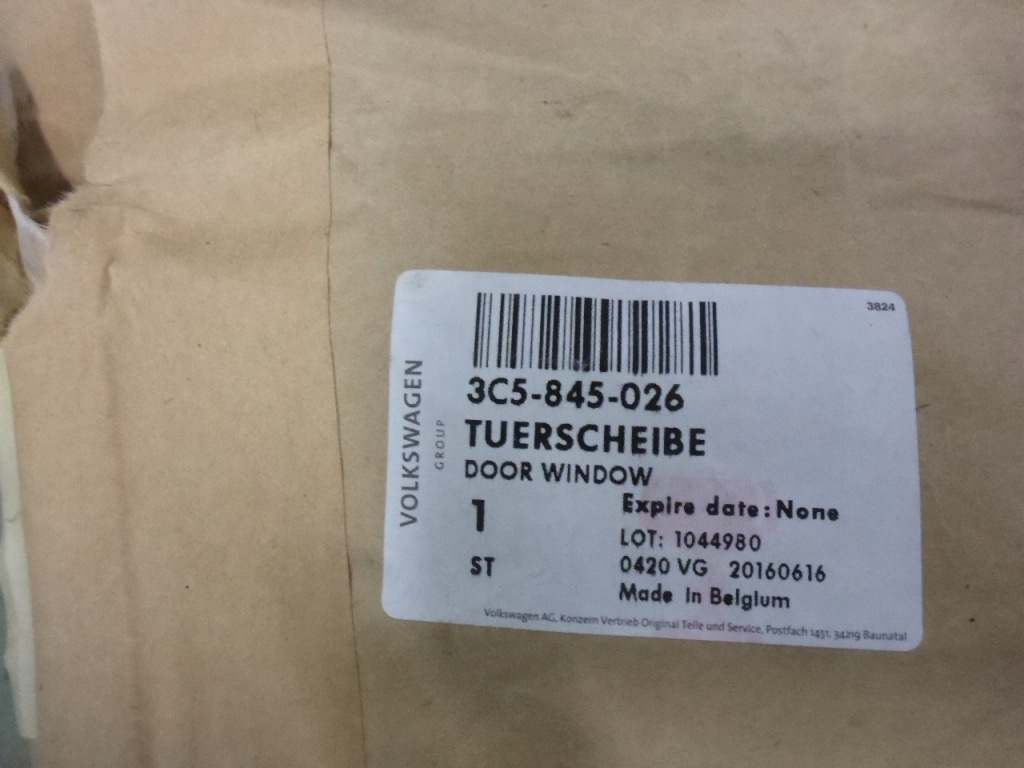 3824
VOLKSWAGEN
GROUP
3C5-845-026
TUERSCHEIBE
DOOR WINDOW
1
Expire date: None
LOT: 1044980
ST
0420 VG 20160616
Made In Belgium
Volkswagen AG, Konzern Vertrieb Original Teile und Service, Postfach 1451, 34219 Baunatal